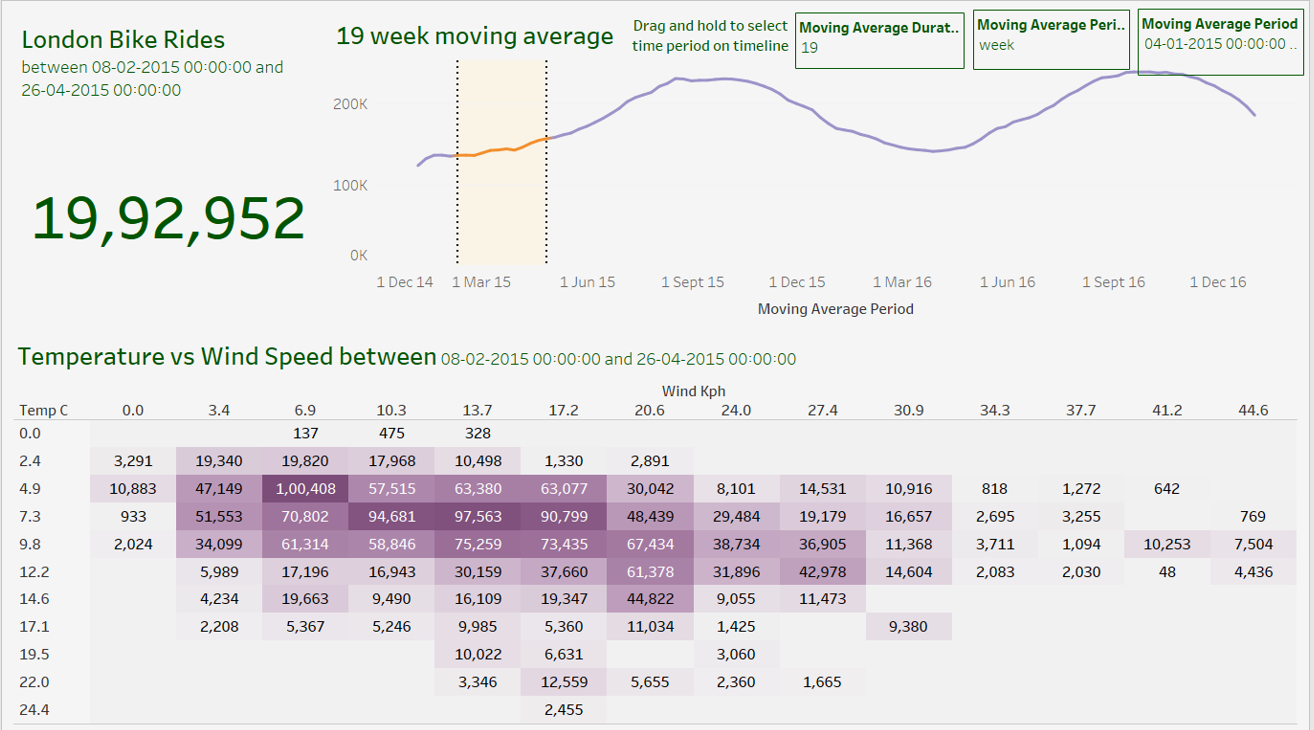 London Bike Rides
between 08-02-2015 00:00:00 and
26-04-2015 00:00:00
19,92,952
19 week moving average
Drag and hold to select
time period on timeline
Moving Average Durat..
19
Moving Average Peri..
week
Moving Average Period
04-01-2015 00:00:00 ..
200K
100K
0K
1 Dec 14 1 Mar 15 1 Jun 15 1 Sept 15 1 Dec 15 1 Mar 16 1 Jun 16 1 Sept 16 1 Dec 16
Moving Average Period
Temperature vs Wind Speed between 08-02-2015 00:00:00 and 26-04-2015 00:00:00
Wind Kph
Temp C 0.0 3.4 6.9 10.3 13.7 17.2 20.6 24.0 27.4 30.9 34.3 37.7 41.2 44.6
0.0 137 475 328
2.4 3,291 19,340 19,820 17,968 10,498 1,330 2,891
4.9 10,883 47,149 1,00,408 57,515 63,380 63,077 30,042 8,101 14,531 10,916 818 1,272 642
7.3 933 51,553 70,802 94,681 97,563 90,799 48,439 29,484 19,179 16,657 2,695 3,255 769
9.8 2,024 34,099 61,314 58,846 75,259 73,435 67,434 38,734 36,905 11,368 3,711 1,094 10,253 7,504
12.2 5,989 17,196 16,943 30,159 37,660 61,378 31,896 42,978 14,604 2,083 2,030 48 4,436
14.6 4,234 19,663 9,490 16,109 19,347 44,822 9,055 11,473
17.1 2,208 5,367 5,246 9,985 5,360 11,034 1,425 9,380
19.5 10,022 6,631 3,060
22.0 3,346 12,559 5,655 2,360 1,665
24.4 2,455